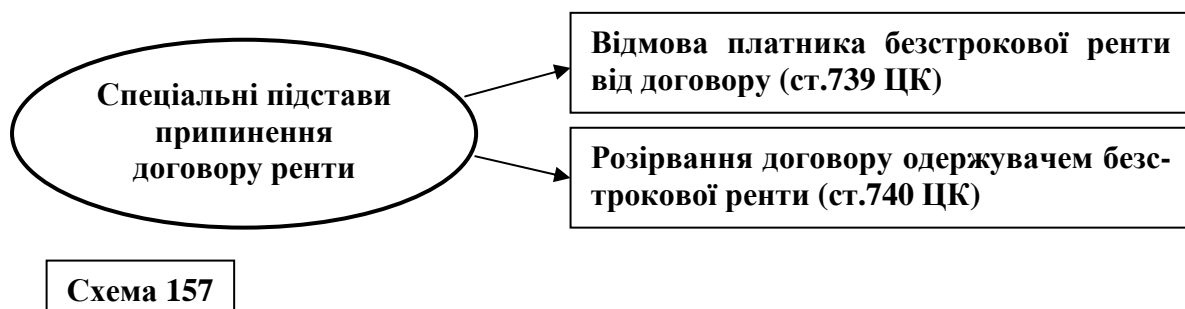 Спеціальні підстави
припинення
договору ренти
Відмова платника безстрокової ренти
від договору (ст.739 ЦК)
Розірвання договору одержувачем безс-
трокової ренти (ст.740 ЦК)
Схема 157